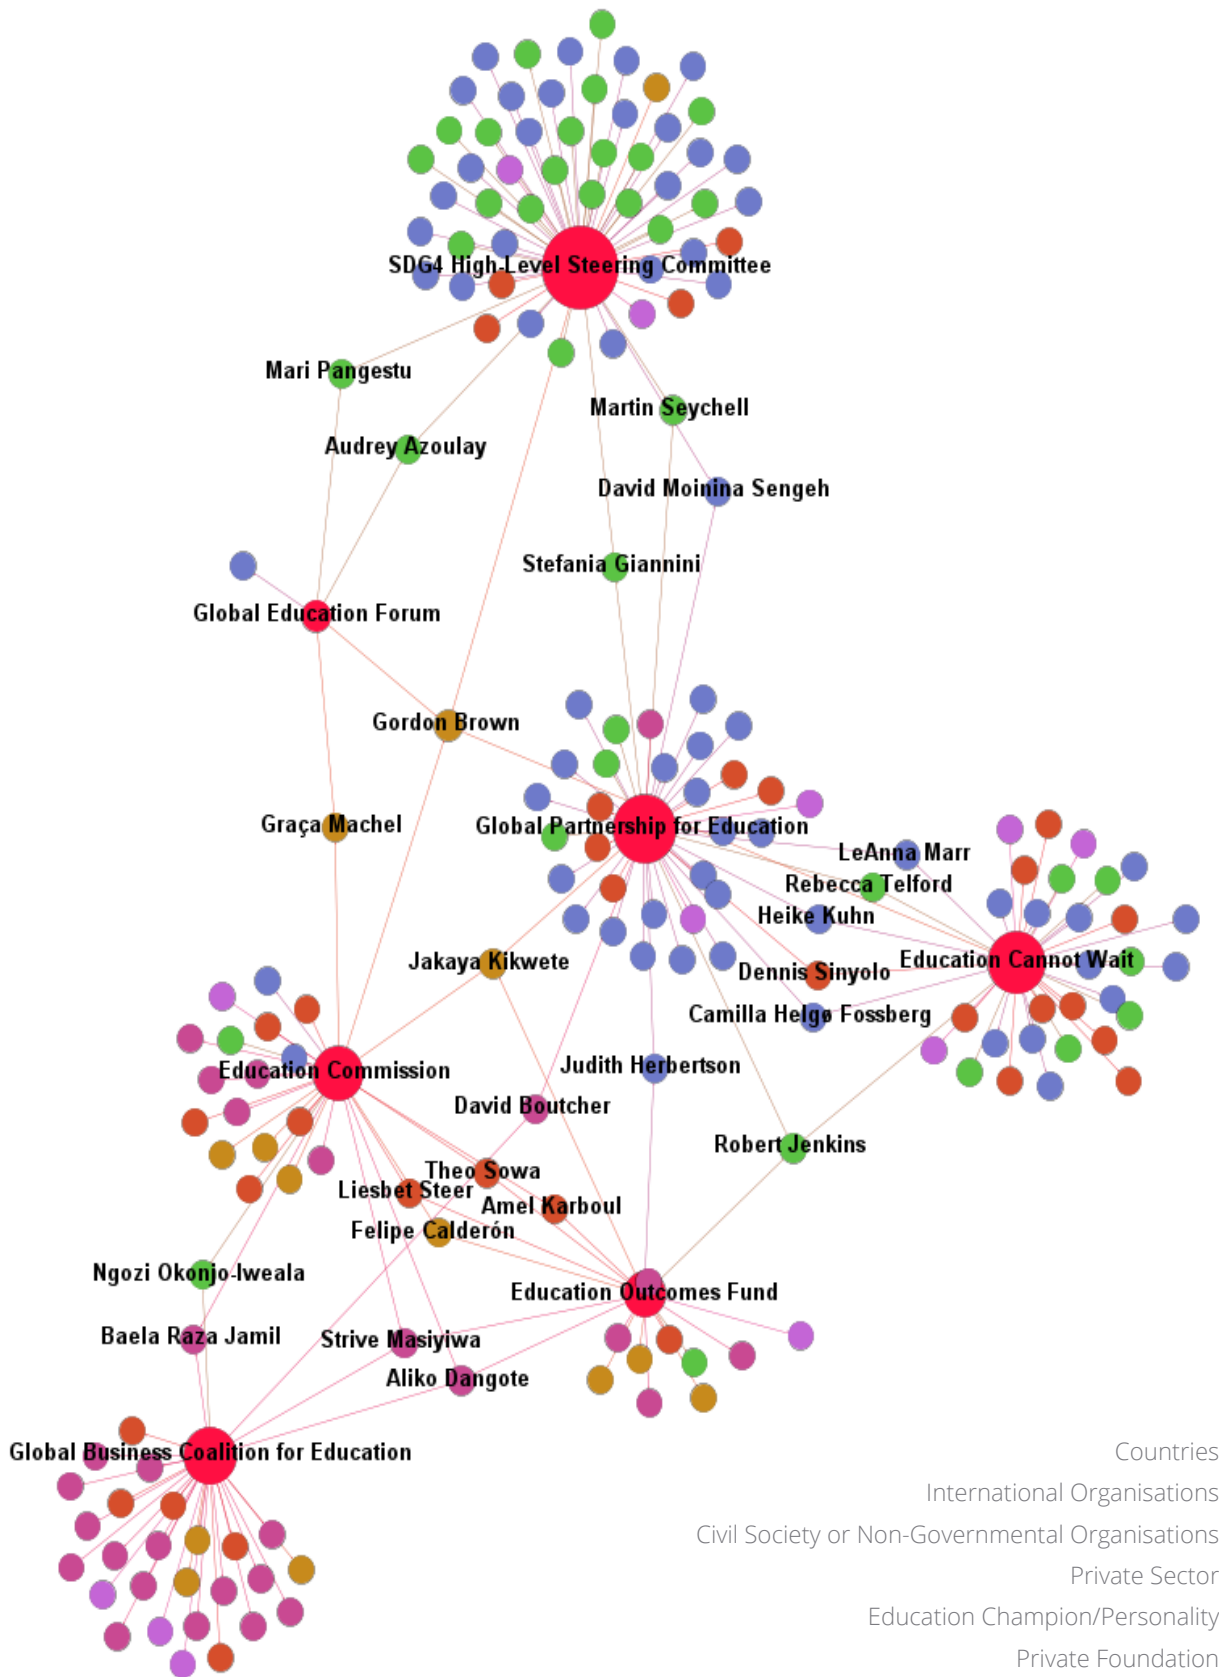 SDG4 High-Level Steering Committee
Mari Pangestu
Martin Seychell
Audrey Azoulay
David Moinina Sengeh
Stefania Giannini
Global Education Forum
Gordon Brown
Graça Machel
Global Partnership for Education
LeAnna Marr
Rebecca Telford
Heike Kuhn
Jakaya Kikwete
Education Cannot Wait
Dennis Sinyolo
Camilla Helgø Fossberg
Judith Herbertson
Education Commission
David Boutcher
Robert Jenkins
Theo Sowa
Liesbet Steer
Amel Karboul
Felipe Calderón
Ngozi Okonjo-Iweala
Education Outcomes Fund
Baela Raza Jamil
Strive Masiyiwa
Aliko Dangote
Global Business Coalition for Education
Countries
International Organisations
Civil Society or Non-Governmental Organisations
Private Sector
Education Champion/Personality
Private Foundation